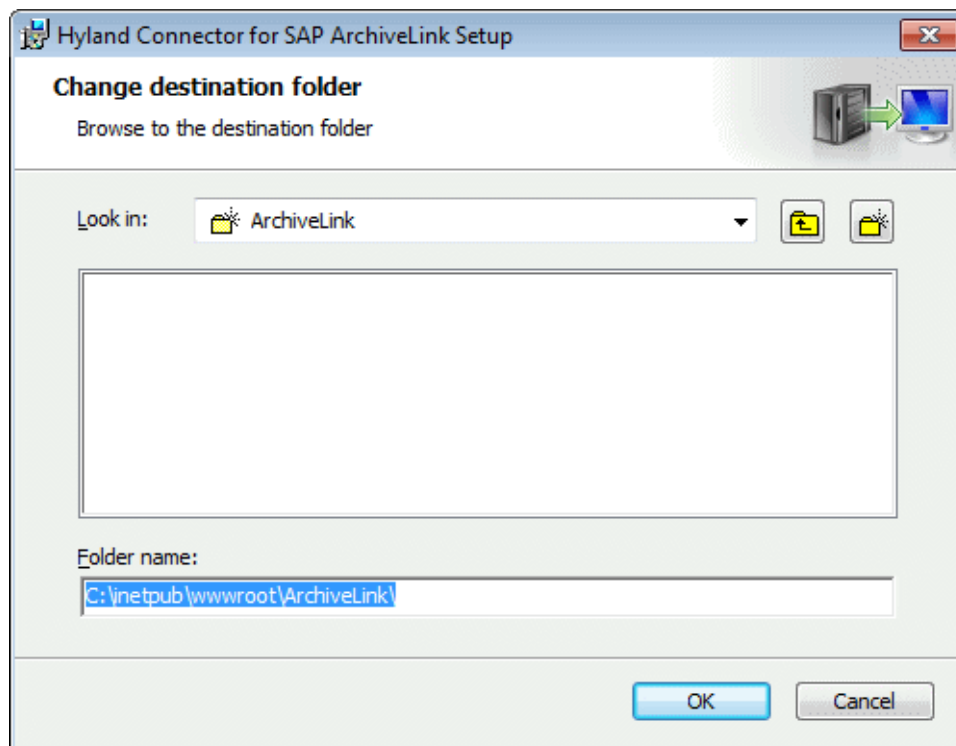 Hyland Connector for SAP ArchiveLink Setup
Change destination folder
Browse to the destination folder
Look in:
ArchiveLink
Folder name:
C:\inetpub\wwwroot\ArchiveLink\
OK
Cancel